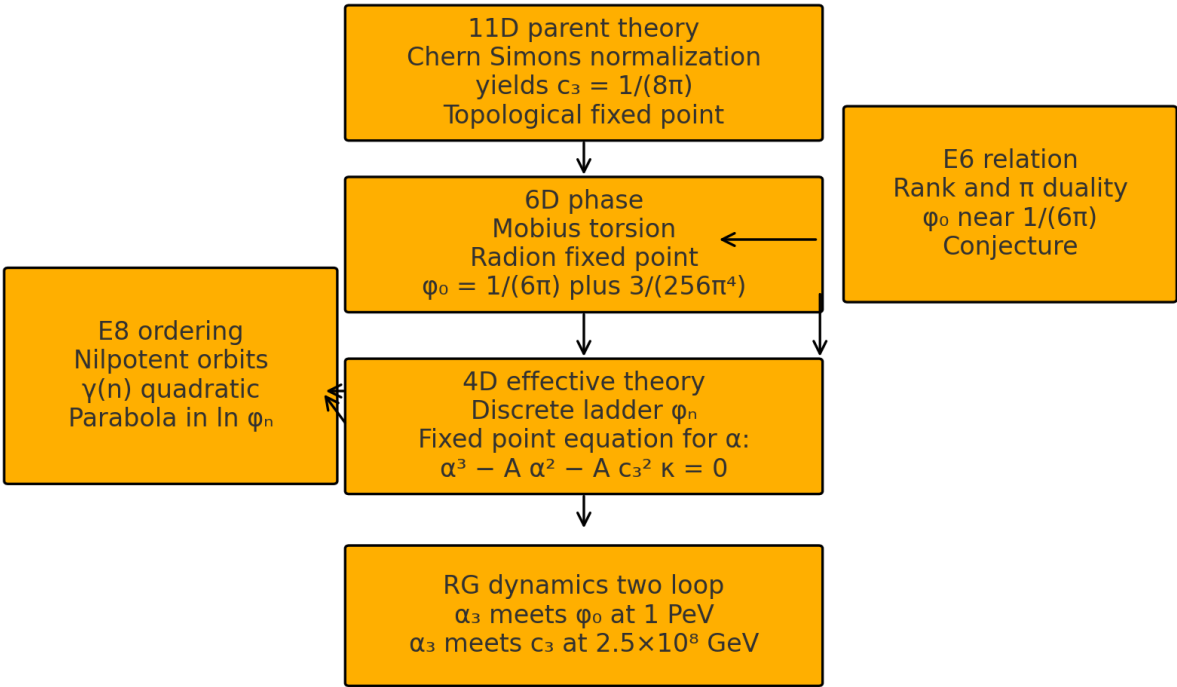 11D parent theory
Chern Simons normalization
yields c₃ = 1/(8π)
Topological fixed point
E6 relation
Rank and π duality
φ₀ near 1/(6π)
Conjecture
6D phase
Mobius torsion
Radion fixed point
φ₀ = 1/(6π) plus 3/(256π⁴)
E8 ordering
Nilpotent orbits
γ(n) quadratic
Parabola in ln φₙ
4D effective theory
Discrete ladder φₙ
Fixed point equation for α:
α³ − A α² − A c₃² κ = 0
RG dynamics two loop
α₃ meets φ₀ at 1 PeV
α₃ meets c₃ at 2.5×10⁸ GeV